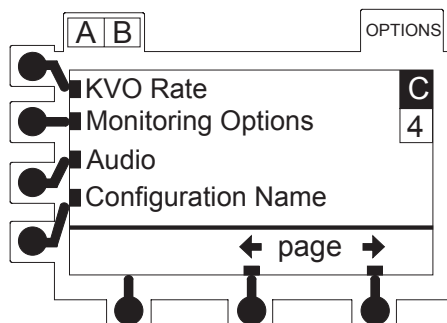 A B
OPTIONS
KVO Rate
C
Monitoring Options
4
Audio
Configuration Name
← page →